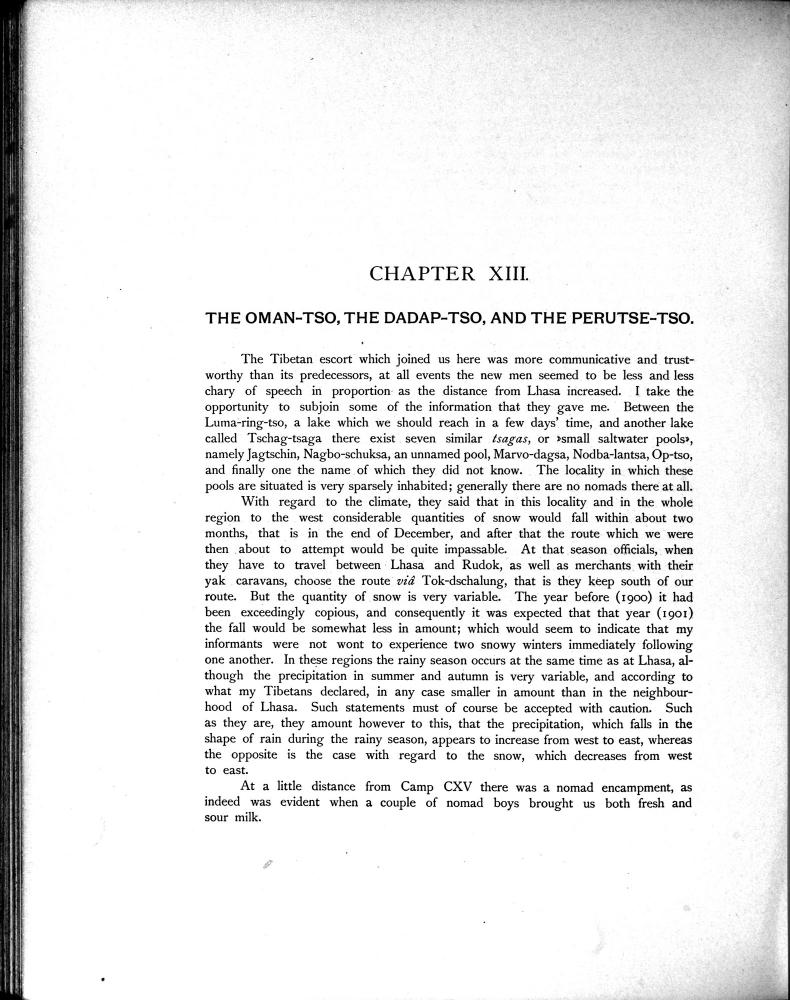 CHAPTER XIII.
THE OMAN-TSO, THE DADAP-TSO, AND THE PERUTSE-TSO.
The Tibetan escort which joined us here was more communicative and trust-
worthy than its predecessors, at all events the new men seemed to be less and less
chary of speech in proportion as the distance from Lhasa increased. I take the
opportunity to subjoin some of the information that they gave me. Between the
Luma-ring-tso, a lake which we should reach in a few days' time, and another lake
called Tschag-tsaga there exist seven similar tsagas, or »small saltwater pools»,
namely Jagtschin, Nagbo-schuksa, an unnamed pool, Marvo-dagsa, Nodba-lantsa, Op-tso,
and finally one the name of which they did not know. The locality in which these
pools are situated is very sparsely inhabited; generally there are no nomads there at all.
With regard to the climate, they said that in this locality and in the whole
region to the west considerable quantities of snow would fall within about two
months, that is in the end of December, and after that the route which we were
then about to attempt would be quite impassable. At that season officials, when
they have to travel between Lhasa and Rudok, as well as merchants with their
yak caravans, choose the route viâ Tok-dschalung, that is they keep south of our
route. But the quantity of snow is very variable. The year before (1900) it had
been exceedingly copious, and consequently it was expected that that year (1901)
the fall would be somewhat less in amount; which would seem to indicate that my
informants were not wont to experience two snowy winters immediately following
one another. In these regions the rainy season occurs at the same time as at Lhasa, al-
though the precipitation in summer and autumn is very variable, and according to
what my Tibetans declared, in any case smaller in amount than in the neighbour-
hood of Lhasa. Such statements must of course be accepted with caution. Such
as they are, they amount however to this, that the precipitation, which falls in the
shape of rain during the rainy season, appears to increase from west to east, whereas
the opposite is the case with regard to the snow, which decreases from west
to east.
At a little distance from Camp CXV there was a nomad encampment, as
indeed was evident when a couple of nomad boys brought us both fresh and
sour milk.